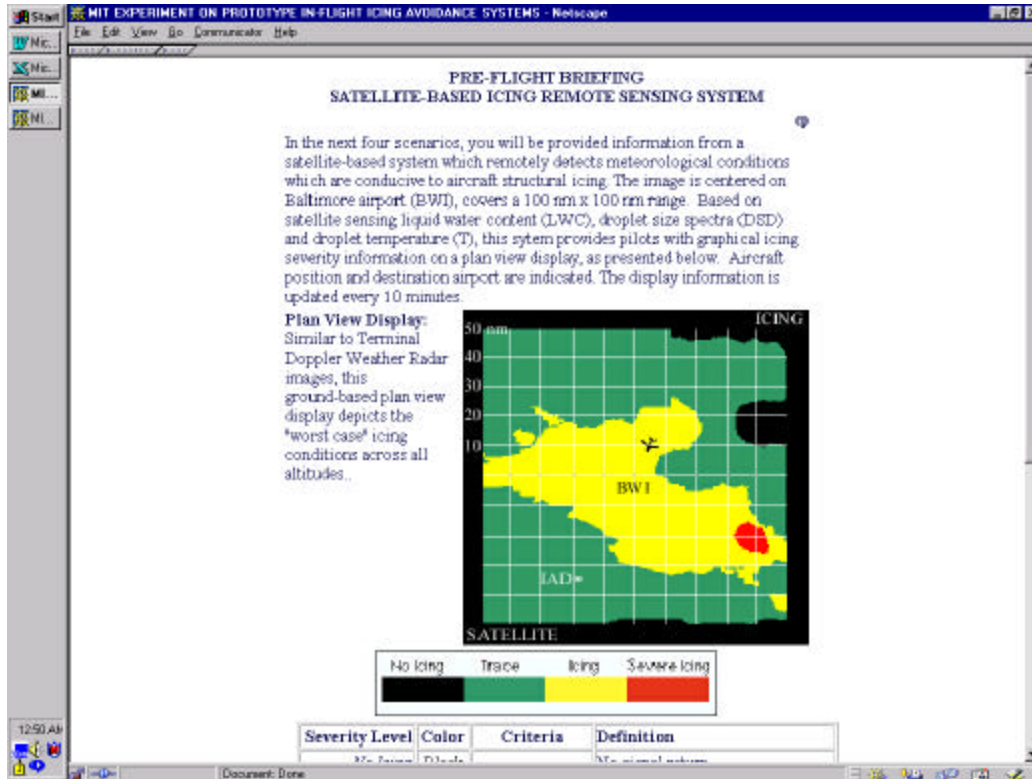 Start
MIT EXPERIMENT ON PROTOTYPE IN-FLIGHT ICING AVOIDANCE SYSTEMS - Netscape
File Edit View Go Communicator Help
Mic...
Mic...
MI...
MI...
PRE-FLIGHT BRIEFING
SATELLITE-BASED ICING REMOTE SENSING SYSTEM
In the next four scenarios, you will be provided information from a
satellite-based system which remotely detects meteorological conditions
which are conducive to aircraft structural icing. The image is centered on
Baltimore airport (BWI), covers a 100 nm x 100 nm range. Based on
satellite sensing liquid water content (LWC), droplet size spectra (DSD)
and droplet temperature (T), this sytem provides pilots with graphical icing
severity information on a plan view display, as presented below. Aircraft
position and destination airport are indicated. The display information is
updated every 10 minutes.
Plan View Display:
Similar to Terminal
Doppler Weather Radar
images, this
ground-based plan view
display depicts the
"worst case" icing
conditions across all
altitudes..
ICING
50 nm
40
30
20
10
BWI
IAD
SATELLITE
No Icing Trace Icing Severe Icing
Severity Level Color Criteria Definition
12:50 AM
Document: Done